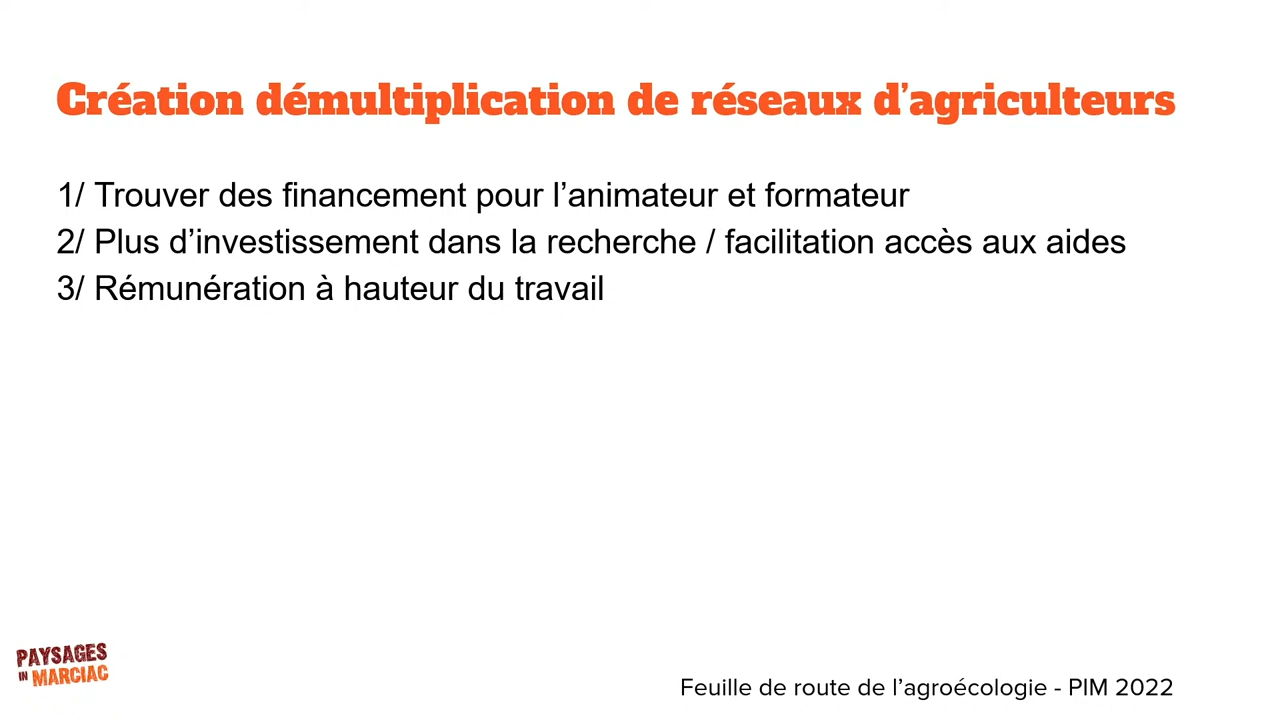 Création démultiplication de réseaux d’agriculteurs
1/ Trouver des financement pour l’animateur et formateur
2/ Plus d’investissement dans la recherche / facilitation accès aux aides
3/ Rémunération à hauteur du travail
PAYSAGES
IN MARCIAC
Feuille de route de l’agroécologie - PIM 2022